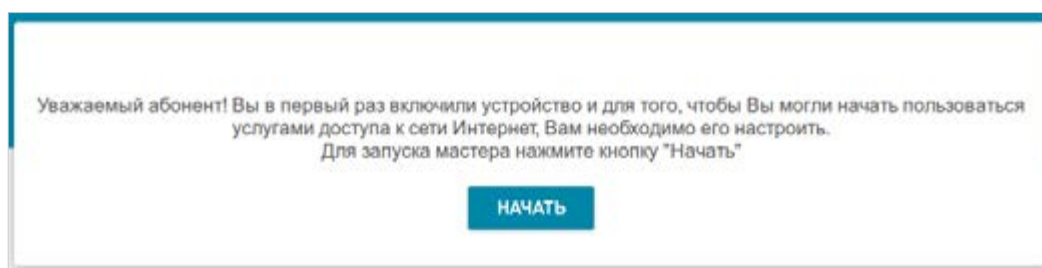 Уважаемый абонент! Вы в первый раз включили устройство и для того, чтобы Вы могли начать пользоваться
услугами доступа к сети Интернет, Вам необходимо его настроить.
Для запуска мастера нажмите кнопку "Начать"
НАЧАТЬ